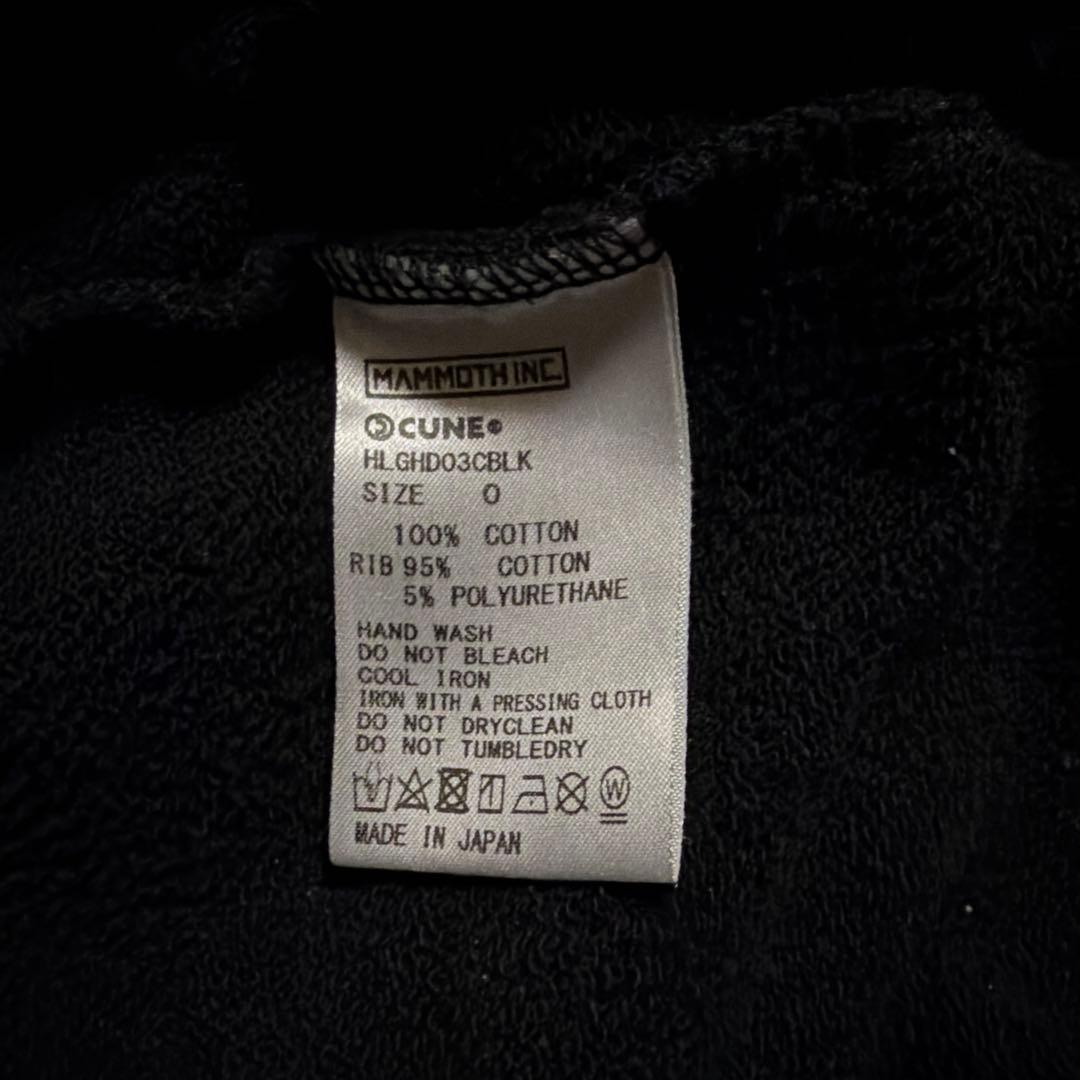 MAMMOTH INC.
CUNE®
HLGHD03CBLK
SIZE 0
100% COTTON
RIB 95% COTTON
5% POLYURETHANE
HAND WASH
DO NOT BLEACH
COOL IRON
IRON WITH A PRESSING CLOTH
DO NOT DRYCLEAN
DO NOT TUMBLEDRY
W
MADE IN JAPAN